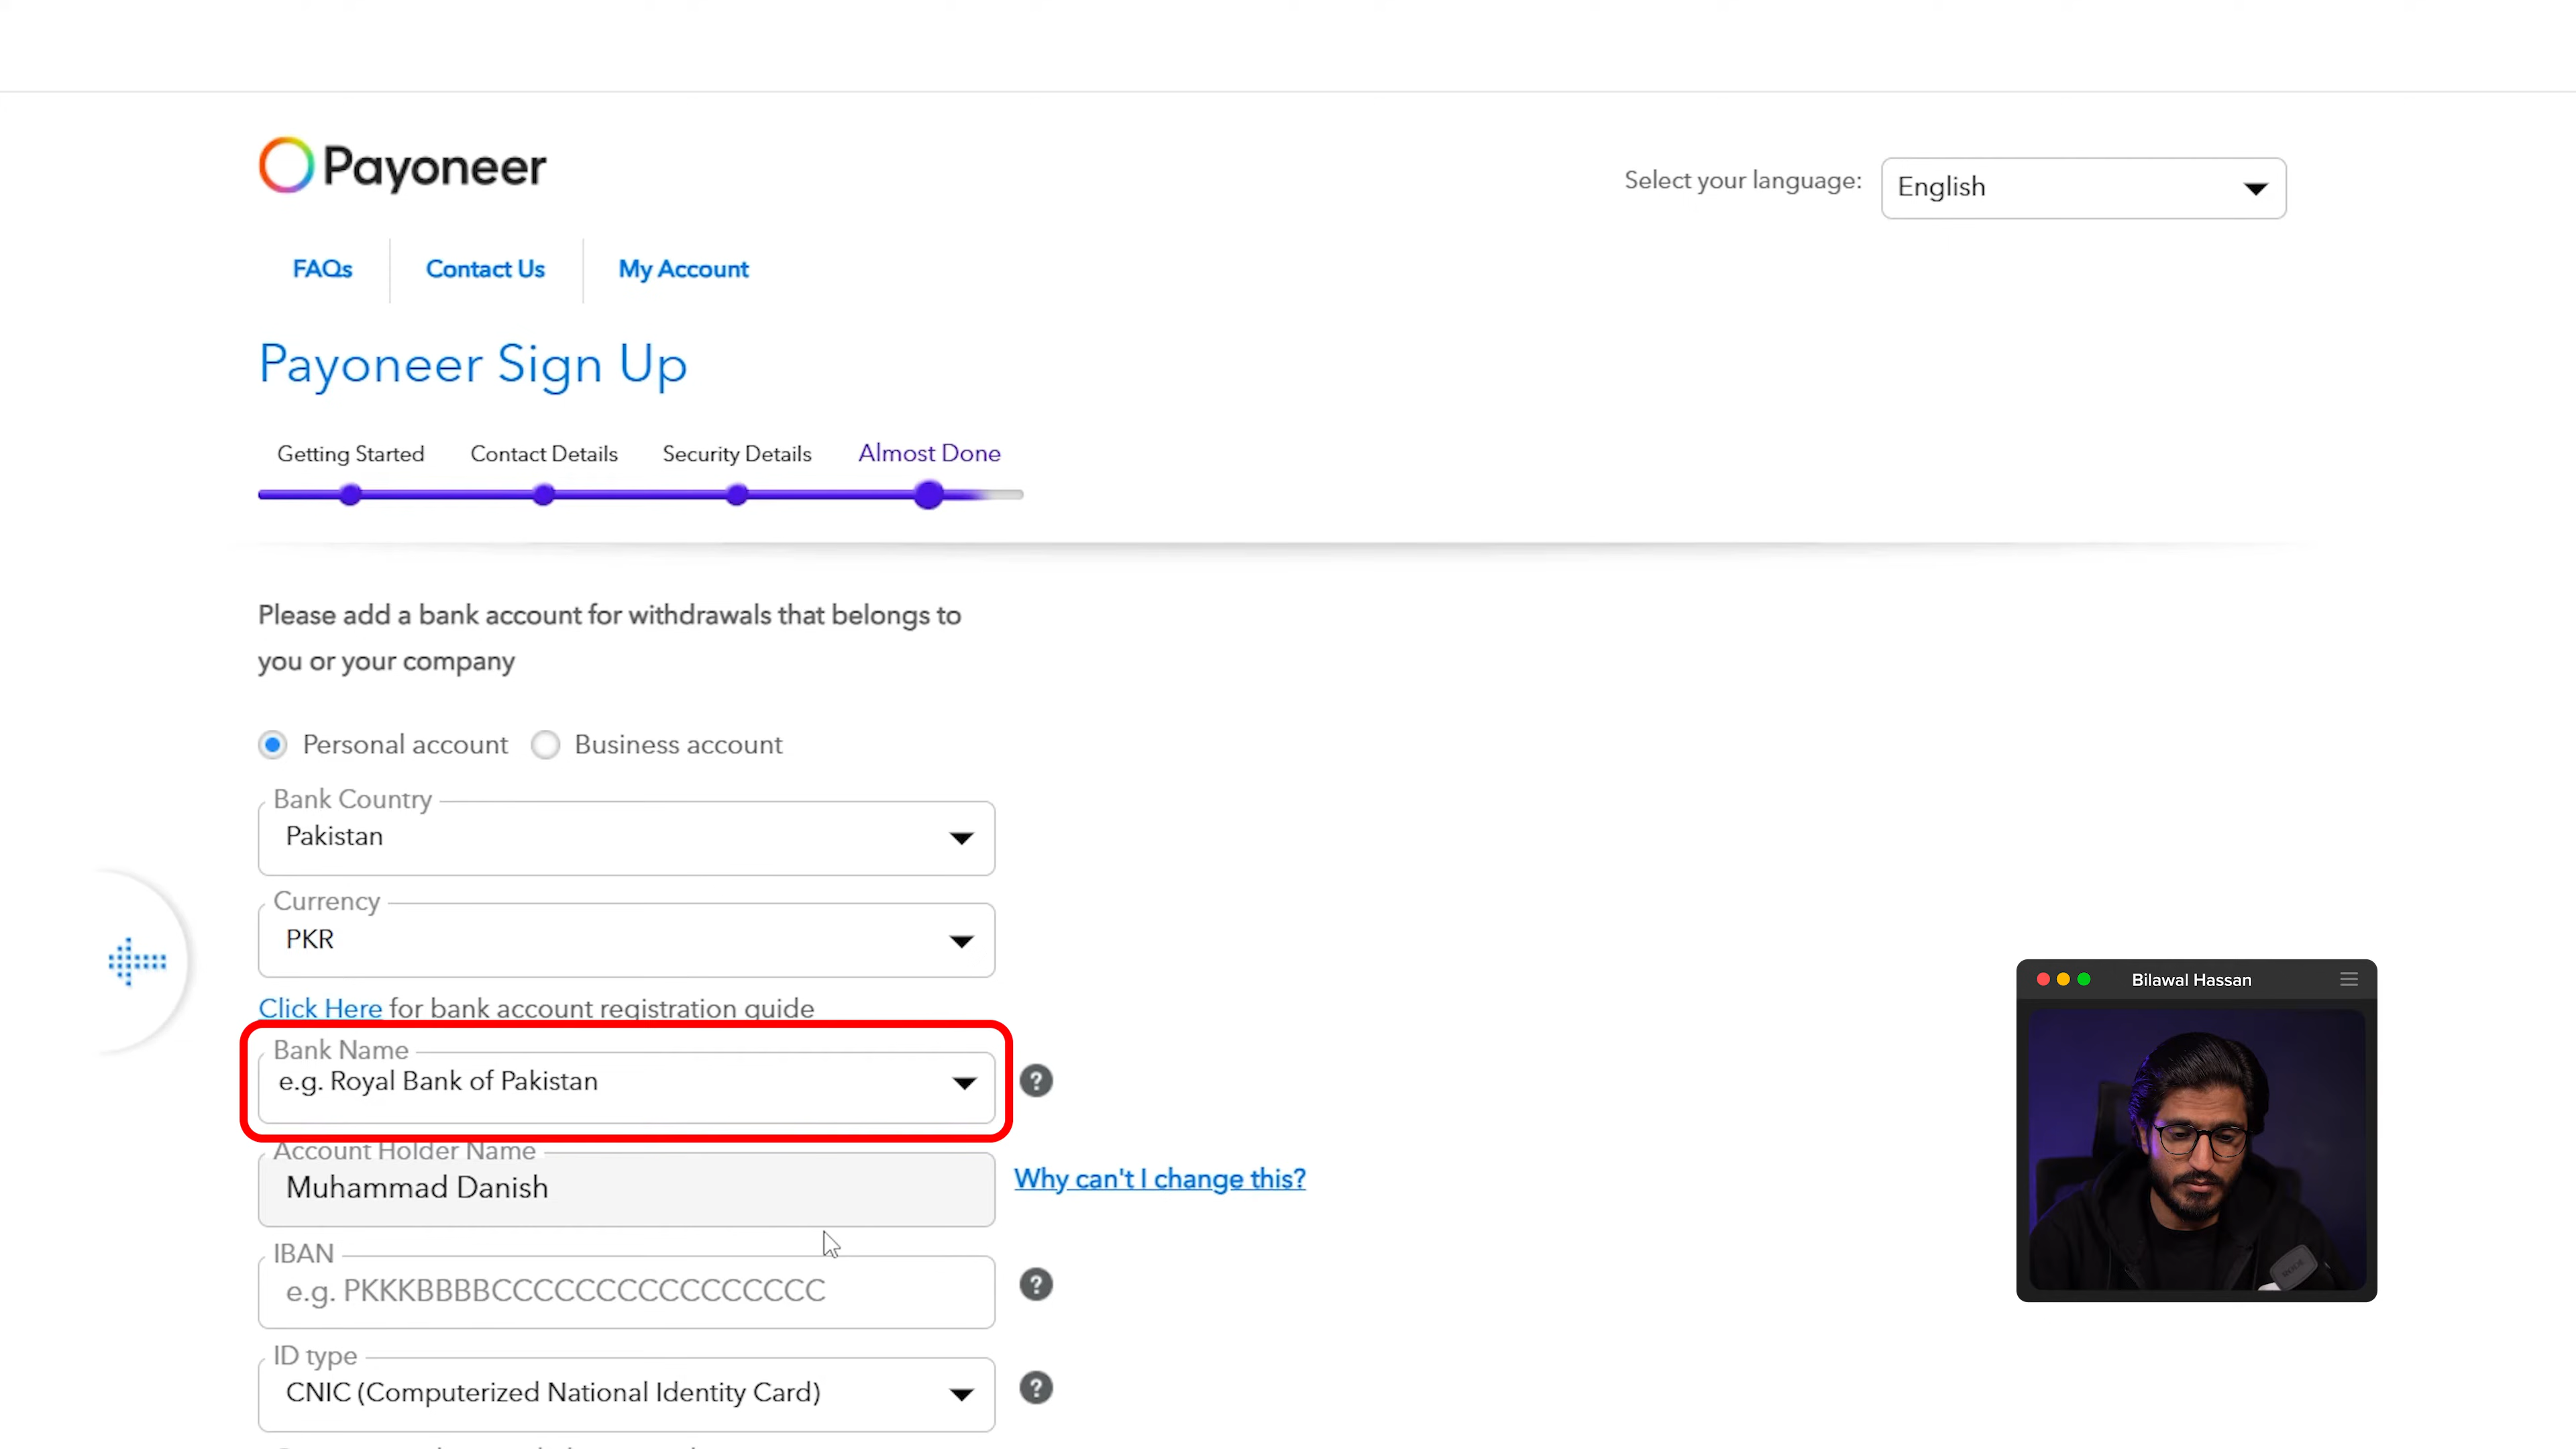 Payoneer
Select your language:
English
FAQs
Contact Us
My Account
Payoneer Sign Up
Getting Started
Contact Details
Security Details
Almost Done
Please add a bank account for withdrawals that belongs to
you or your company
Personal account
Business account
Bank Country
Pakistan
Currency
PKR
Click Here for bank account registration guide
Bank Name
e.g. Royal Bank of Pakistan
?
Account Holder Name
Muhammad Danish
Why can't I change this?
IBAN
e.g. PKKKBBBBCCCCCCCCCCCCCCCC
?
ID type
CNIC (Computerized National Identity Card)
?
Bilawal Hassan